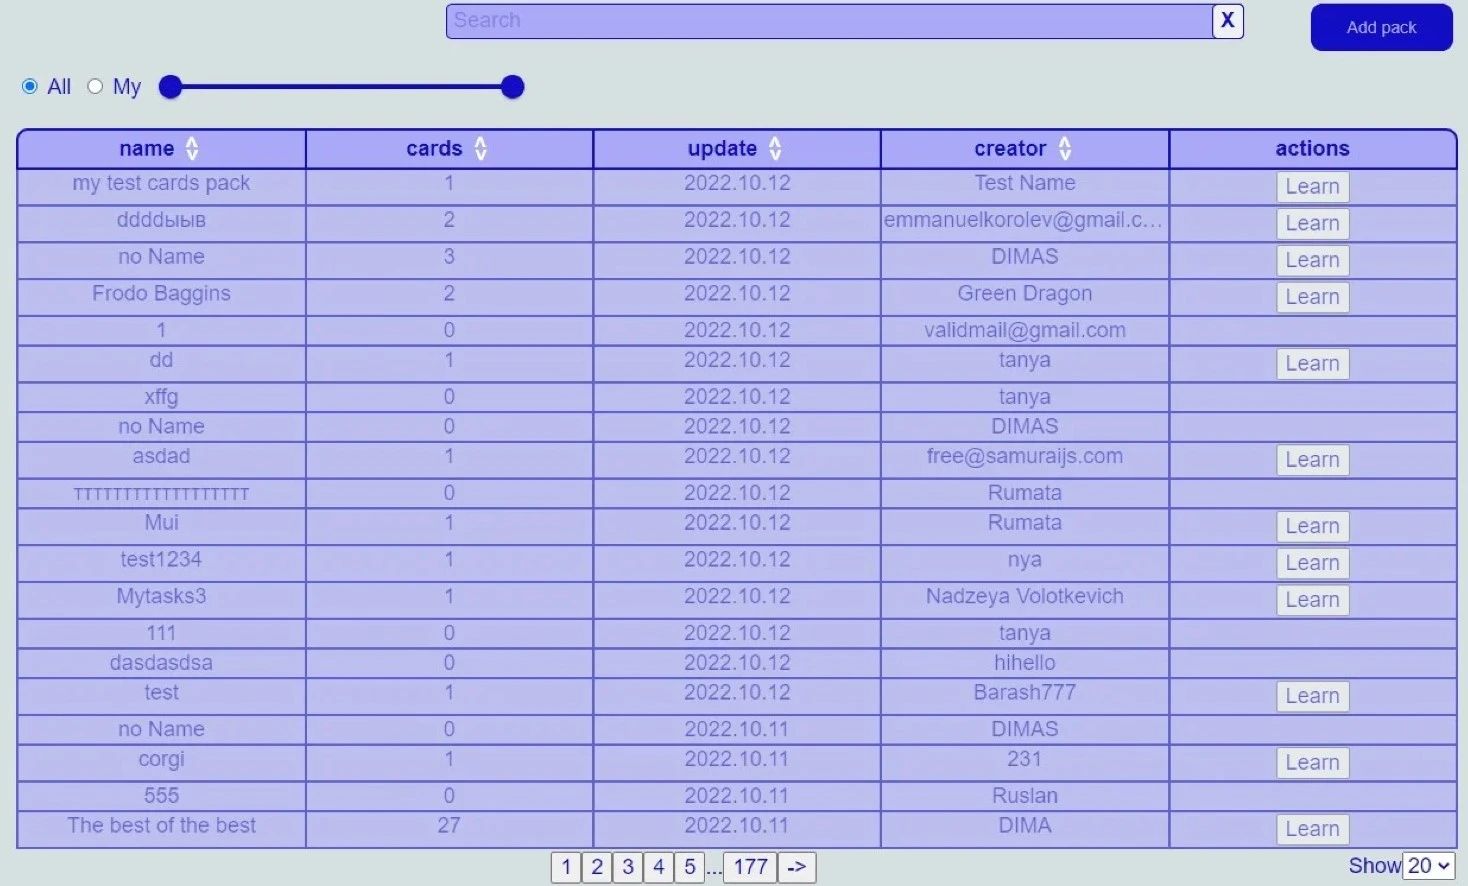 Search X Add pack
All My
name cards update creator actions
my test cards pack 1 2022.10.12 Test Name Learn
ddddыыв 2 2022.10.12 emmanuelkorolev@gmail.c... Learn
no Name 3 2022.10.12 DIMAS Learn
Frodo Baggins 2 2022.10.12 Green Dragon Learn
1 0 2022.10.12 validmail@gmail.com
dd 1 2022.10.12 tanya Learn
xffg 0 2022.10.12 tanya
no Name 0 2022.10.12 DIMAS
asdad 1 2022.10.12 free@samuraijs.com Learn
тттттттттттттттттт 0 2022.10.12 Rumata
Mui 1 2022.10.12 Rumata Learn
test1234 1 2022.10.12 nya Learn
Mytasks3 1 2022.10.12 Nadzeya Volotkevich Learn
111 0 2022.10.12 tanya
dasdasdsa 0 2022.10.12 hihello
test 1 2022.10.12 Barash777 Learn
no Name 0 2022.10.11 DIMAS
corgi 1 2022.10.11 231 Learn
555 0 2022.10.11 Ruslan
The best of the best 27 2022.10.11 DIMA Learn
1 2 3 4 5 ... 177 -> Show 20